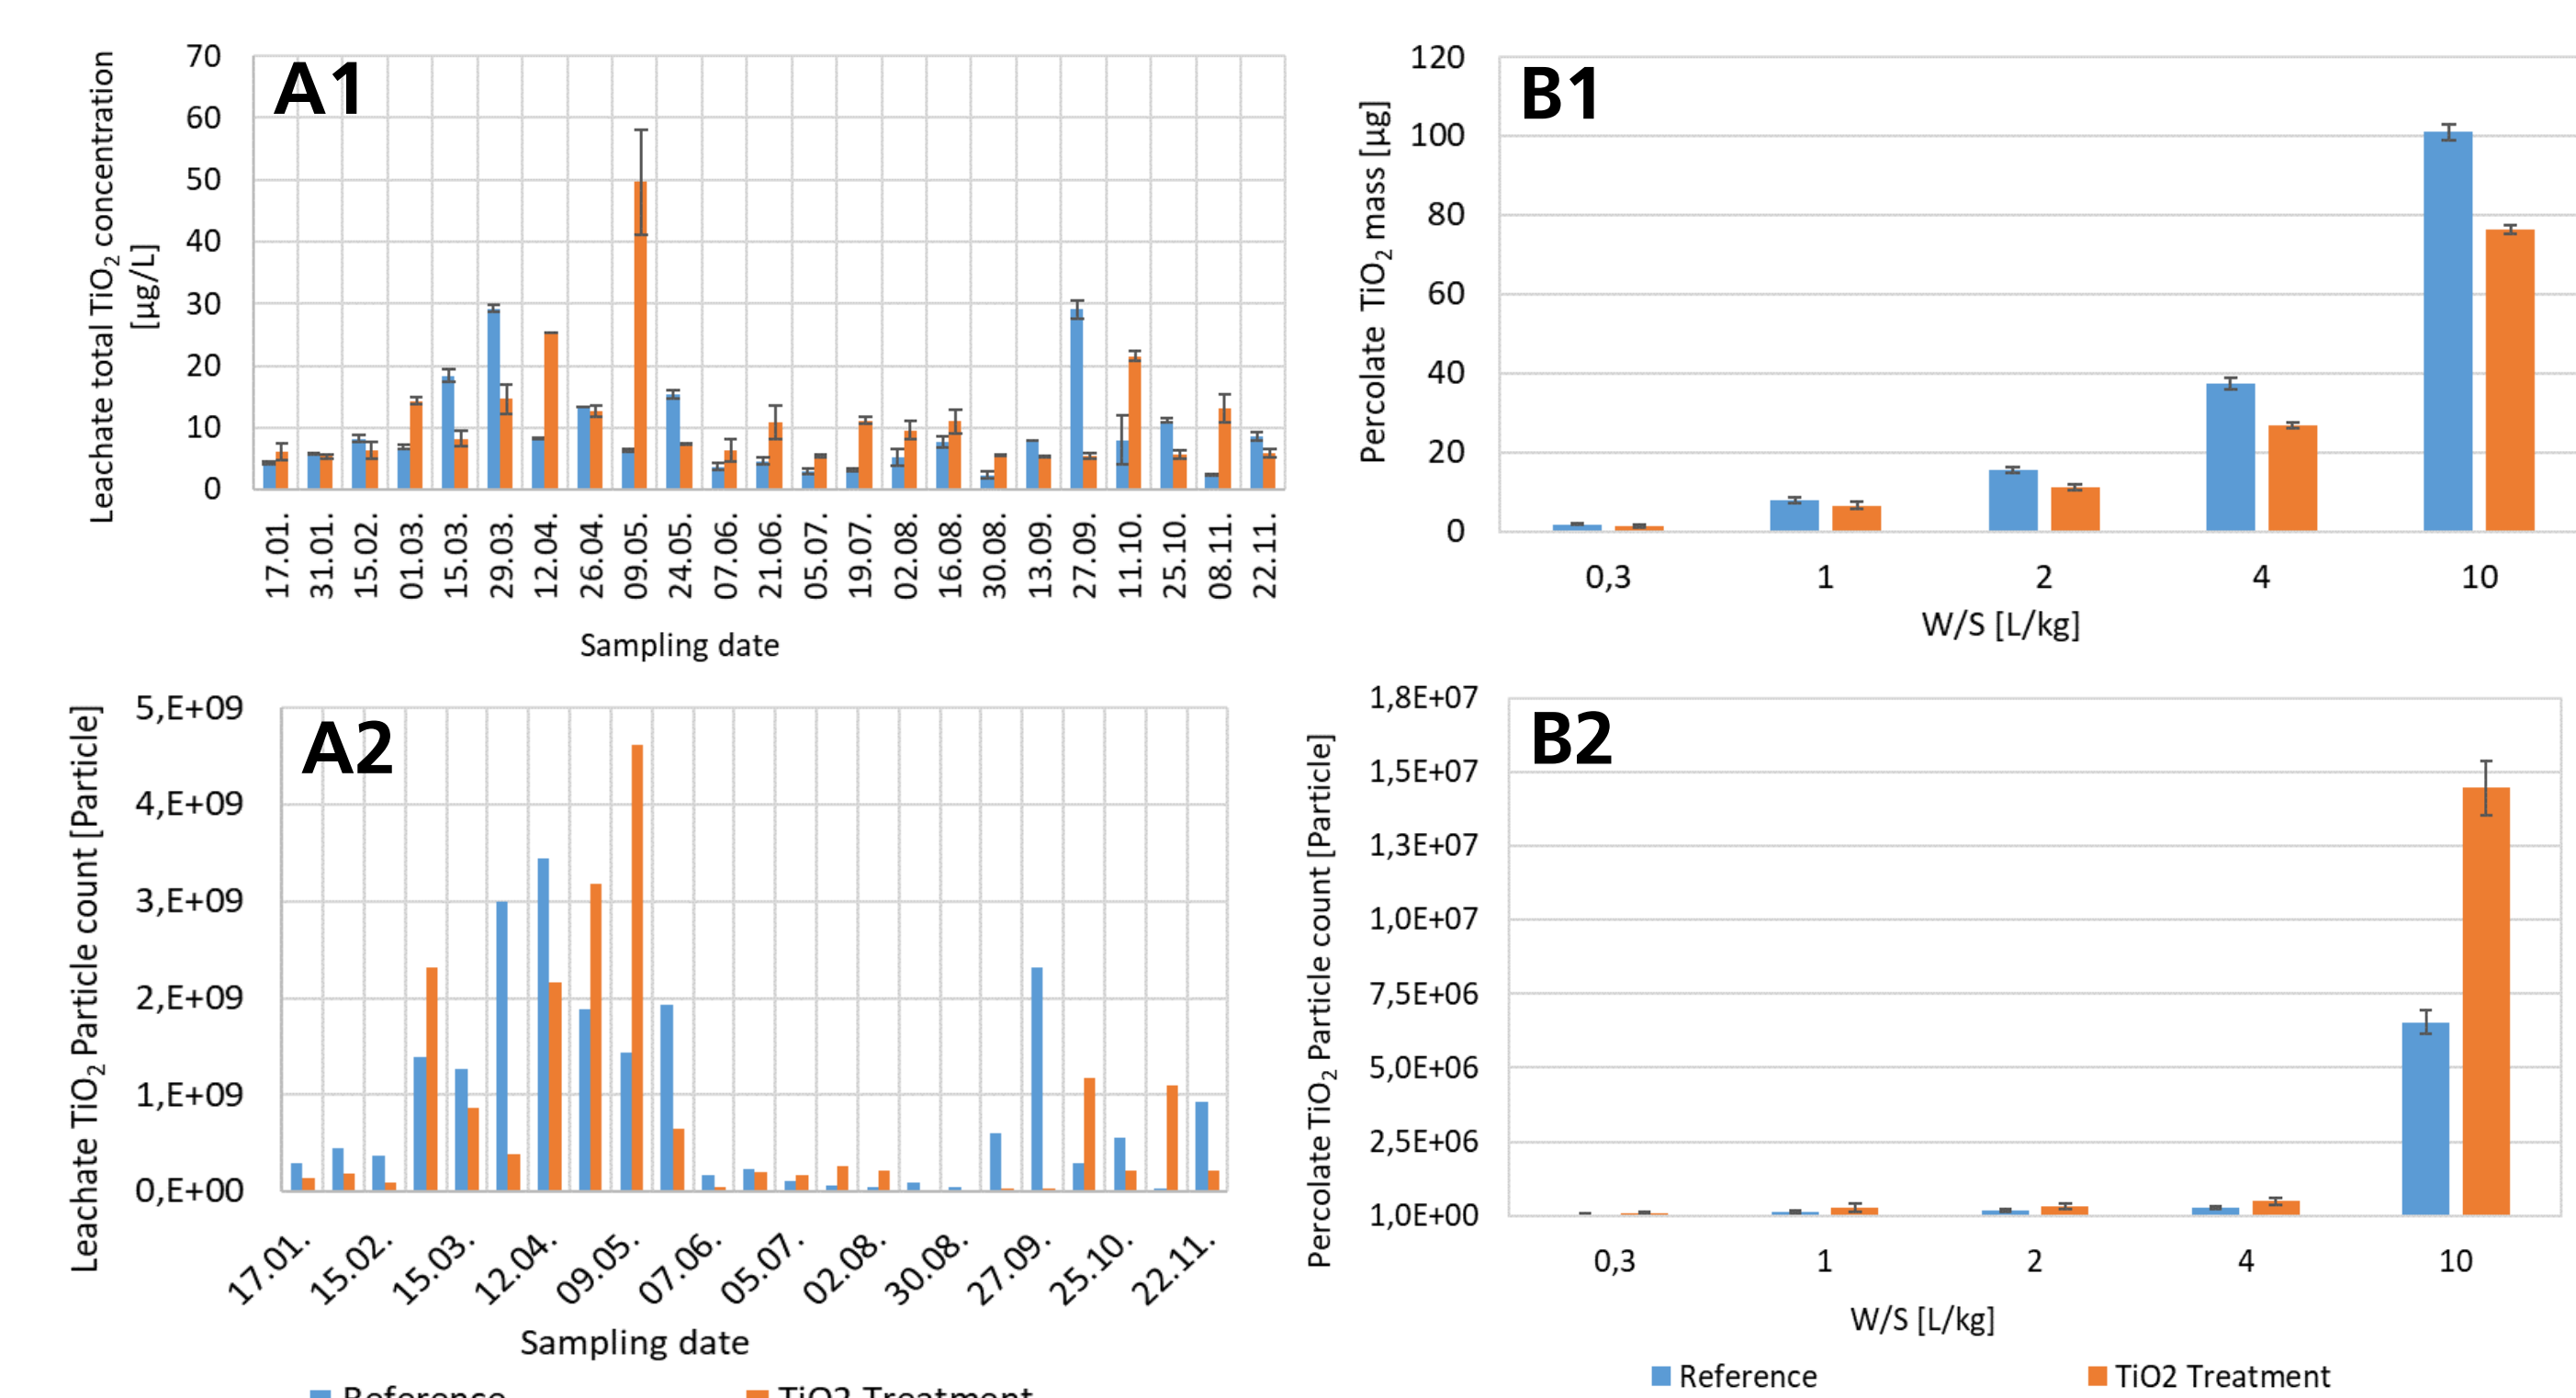 A1
Leachate total TiO2 concentration
[µg/L]
70
60
50
40
30
20
10
0
17.01.
31.01.
15.02.
01.03.
15.03.
29.03.
12.04.
26.04.
09.05.
24.05.
07.06.
21.06.
05.07.
19.07.
02.08.
16.08.
30.08.
13.09.
27.09.
11.10.
25.10.
08.11.
22.11.
Sampling date
B1
Percolate TiO2 mass [µg]
120
100
80
60
40
20
0
0,3
1
2
4
10
W/S [L/kg]
A2
Leachate TiO2 Particle count [Particle]
5,E+09
4,E+09
3,E+09
2,E+09
1,E+09
0,E+00
17.01.
15.02.
15.03.
12.04.
09.05.
07.06.
05.07.
02.08.
30.08.
27.09.
25.10.
22.11.
Sampling date
Reference
TiO2 Treatment
B2
Percolate TiO2 Particle count [Particle]
1,8E+07
1,5E+07
1,3E+07
1,0E+07
7,5E+06
5,0E+06
2,5E+06
1,0E+00
0,3
1
2
4
10
W/S [L/kg]
Reference
TiO2 Treatment